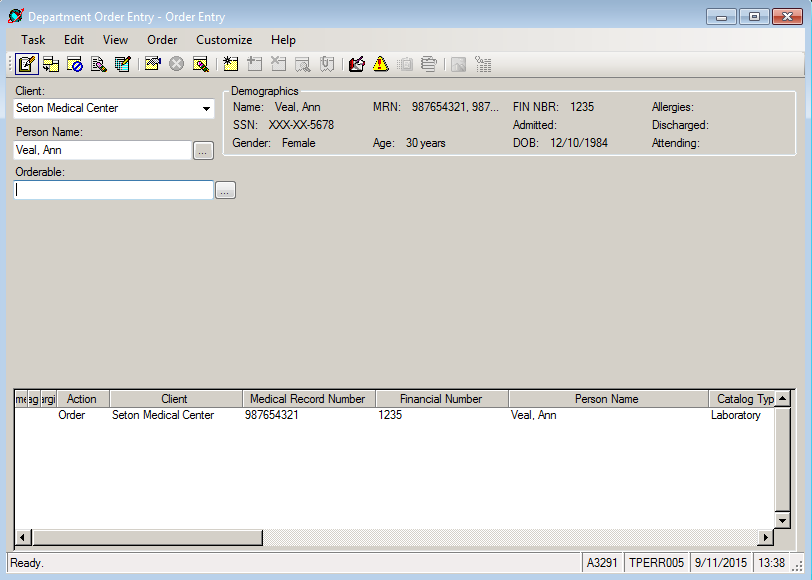 Department Order Entry - Order Entry
Task Edit View Order Customize Help
Client:
Seton Medical Center
Person Name:
Veal, Ann
...
Orderable:
...
Demographics
Name: Veal, Ann MRN: 987654321, 987... FIN NBR: 1235 Allergies:
SSN: XXX-XX-5678 Admitted: Discharged:
Gender: Female Age: 30 years DOB: 12/10/1984 Attending:
me ag argi Action Client Medical Record Number Financial Number Person Name Catalog Typ
Order Seton Medical Center 987654321 1235 Veal, Ann Laboratory
Ready. A3291 TPERR005 9/11/2015 13:38